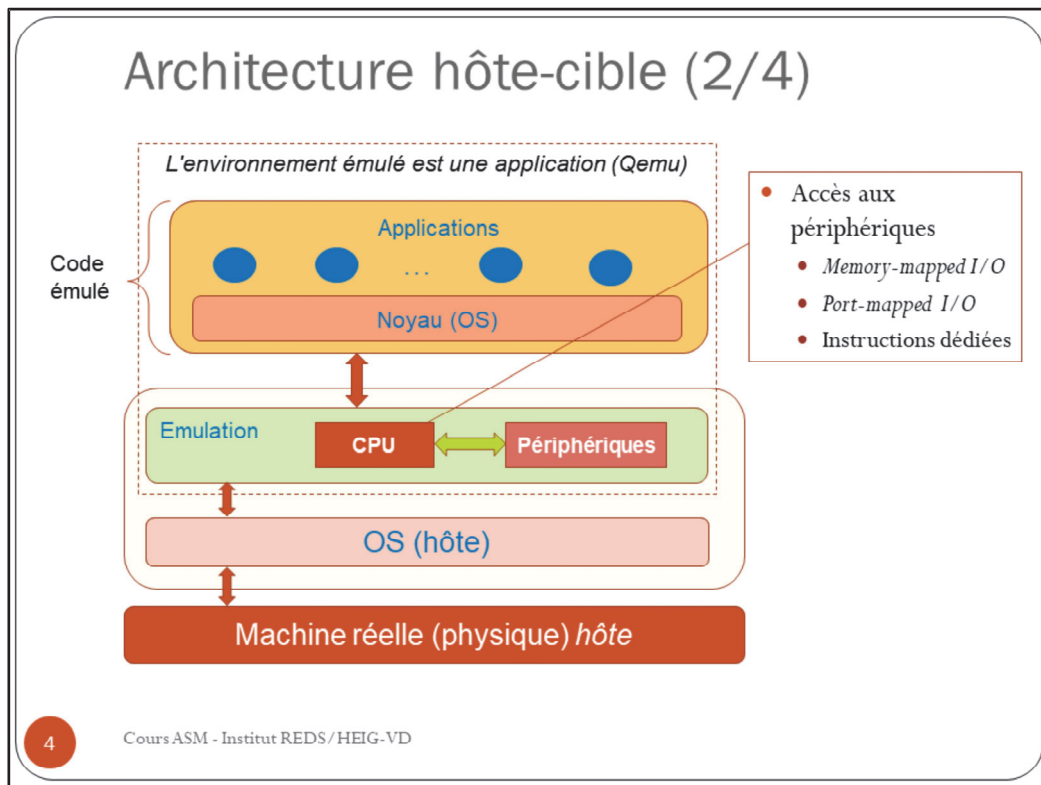 Architecture hôte-cible (2/4)
L'environnement émulé est une application (Qemu)
Code
émulé
Applications
...
Noyau (OS)
Emulation
CPU
Périphériques
OS (hôte)
Machine réelle (physique) hôte
• Accès aux
périphériques
• Memory-mapped I/O
• Port-mapped I/O
• Instructions dédiées
4
Cours ASM - Institut REDS/HEIG-VD